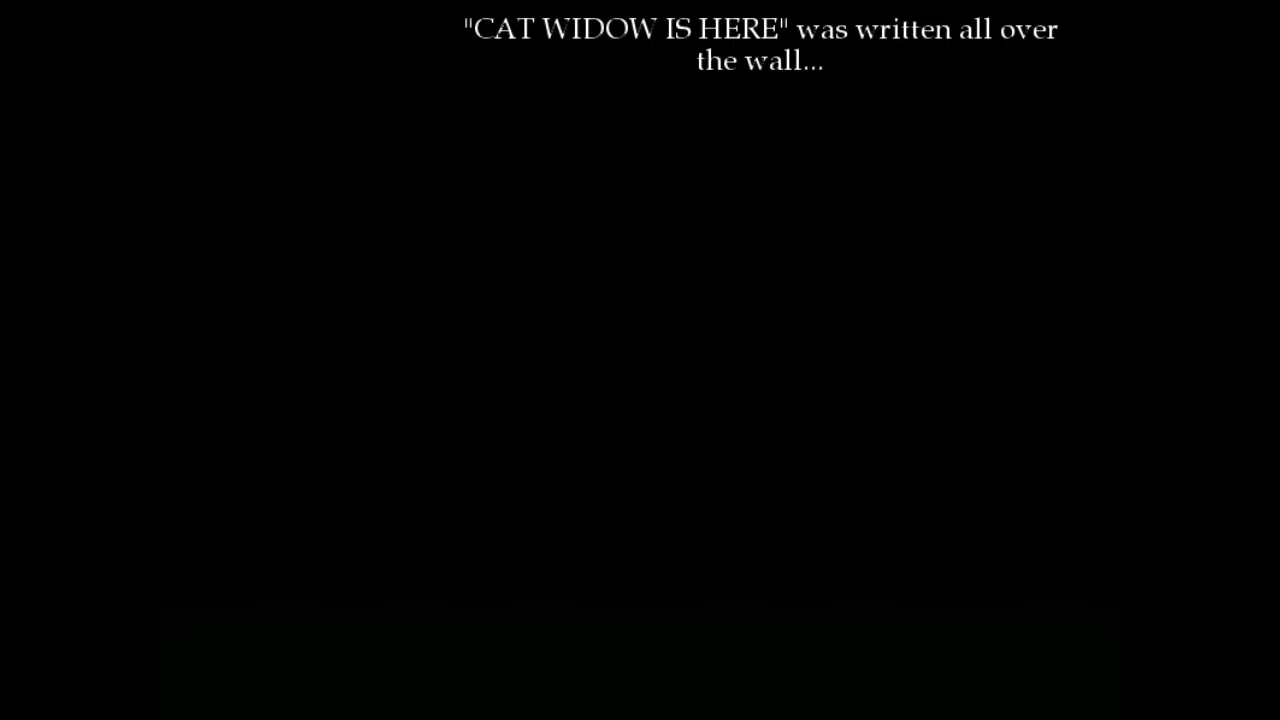 "CAT WIDOW IS HERE" was written all over
the wall...